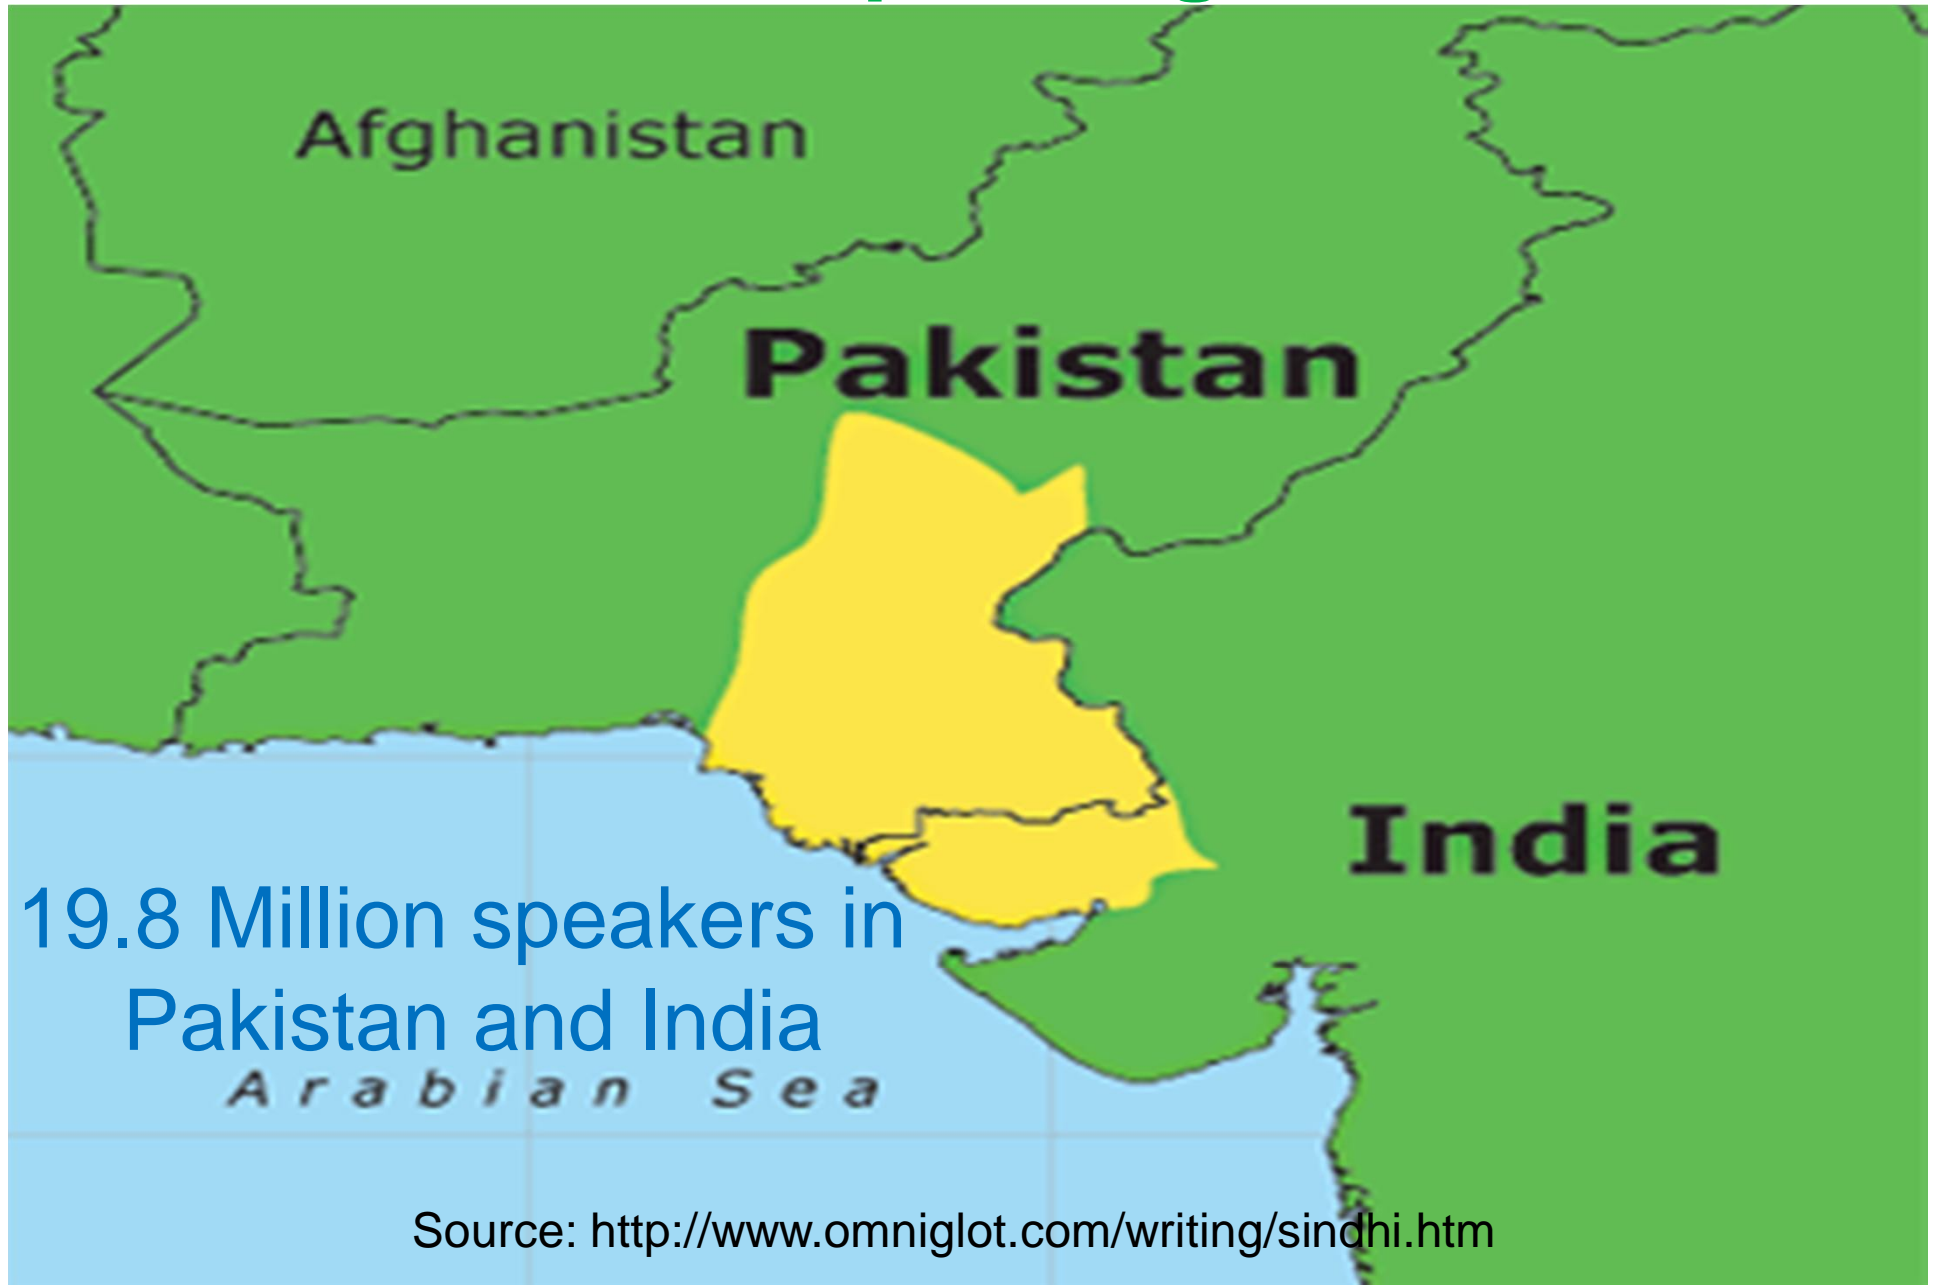 Afghanistan
Pakistan
India
19.8 Million speakers in
Pakistan and India
Arabian Sea
Source: http://www.omniglot.com/writing/sindhi.htm